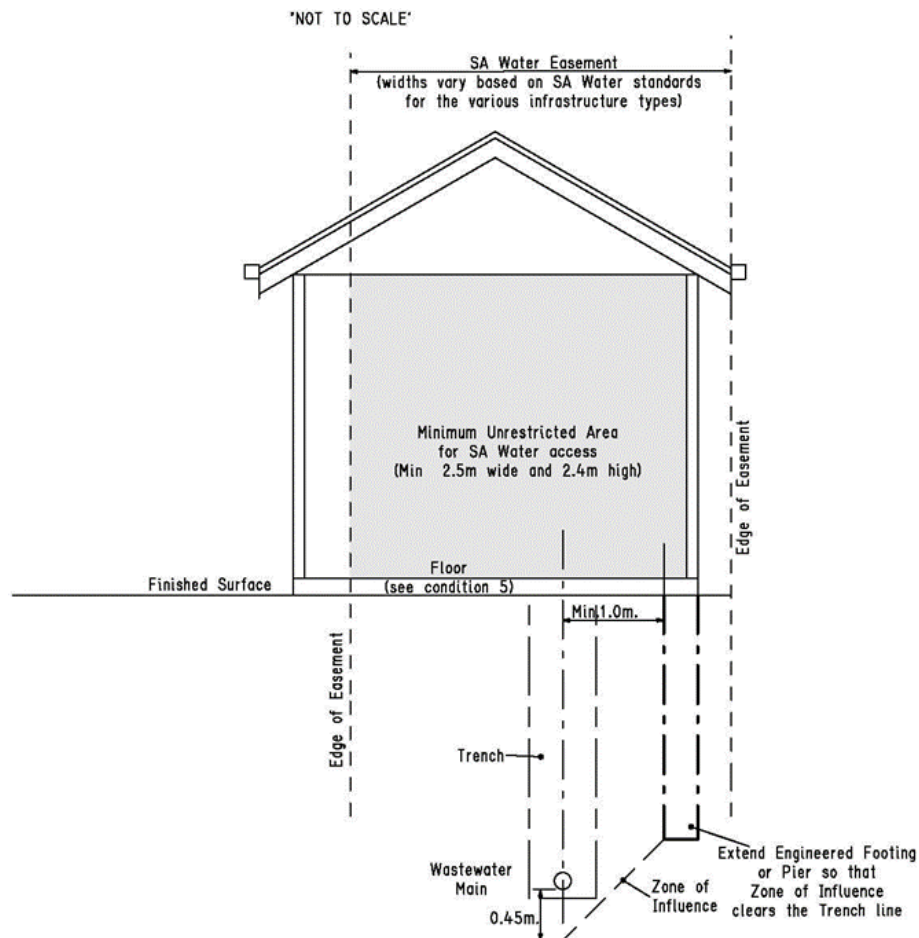 "NOT TO SCALE"
SA Water Easement
(widths vary based on SA Water standards
for the various infrastructure types)
Minimum Unrestricted Area
for SA Water access
(Min 2.5m wide and 2.4m high)
Edge of Easement
Floor
Finished Surface
(see condition 5)
Min.1.0m.
Edge of Easement
Trench
Wastewater
Main
0.45m.
Zone of
Influence
Extend Engineered Footing
or Pier so that
Zone of Influence
clears the Trench line